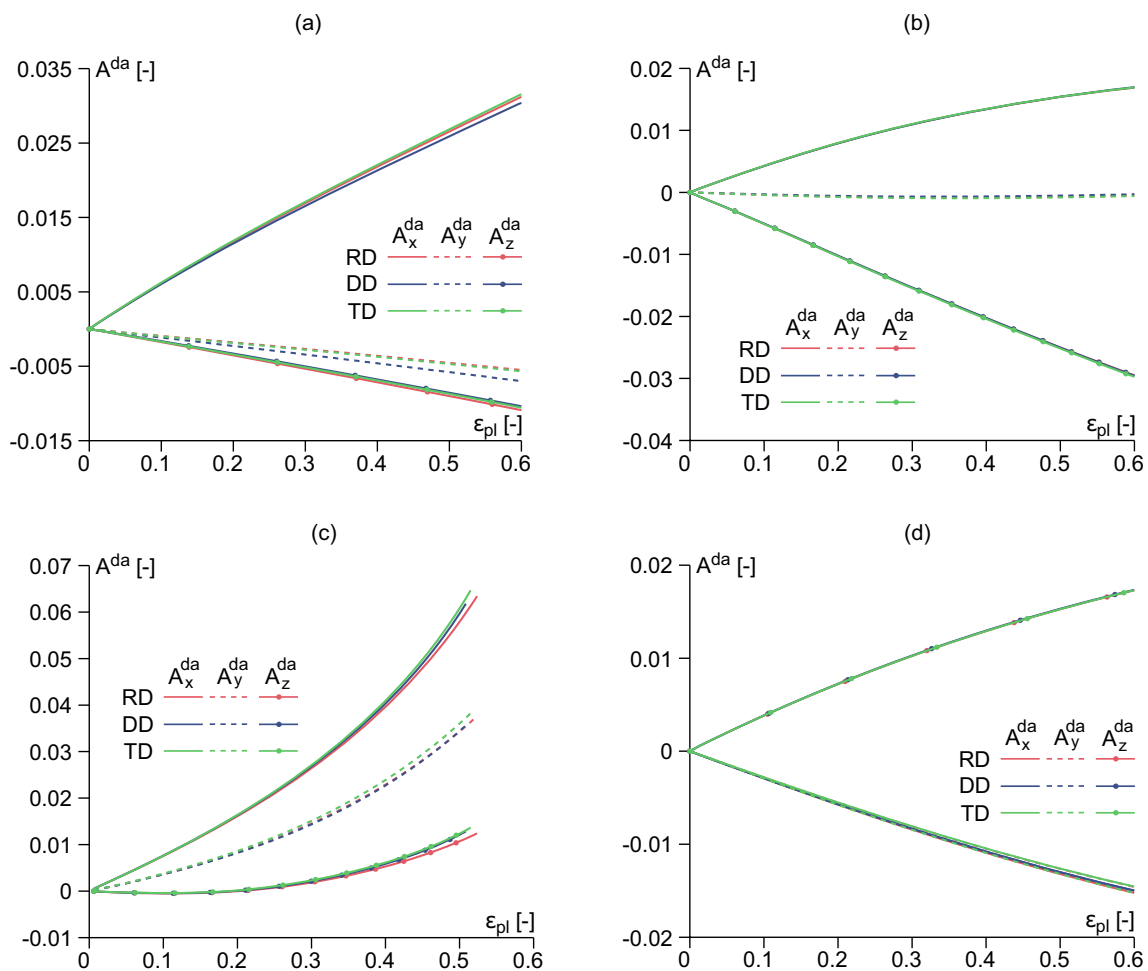 (a)
A^da [-]
0.035
0.025
0.015
0.005
-0.005
-0.015
A_x^da A_y^da A_z^da
RD
DD
TD
ε_pl [-]
0 0.1 0.2 0.3 0.4 0.5 0.6
(b)
A^da [-]
0.02
0.01
0
-0.01
-0.02
-0.03
-0.04
A_x^da A_y^da A_z^da
RD
DD
TD
ε_pl [-]
0 0.1 0.2 0.3 0.4 0.5 0.6
(c)
A^da [-]
0.07
0.06
0.05
0.04
0.03
0.02
0.01
0
-0.01
A_x^da A_y^da A_z^da
RD
DD
TD
ε_pl [-]
0 0.1 0.2 0.3 0.4 0.5 0.6
(d)
A^da [-]
0.02
0.01
0
-0.01
-0.02
A_x^da A_y^da A_z^da
RD
DD
TD
ε_pl [-]
0 0.1 0.2 0.3 0.4 0.5 0.6